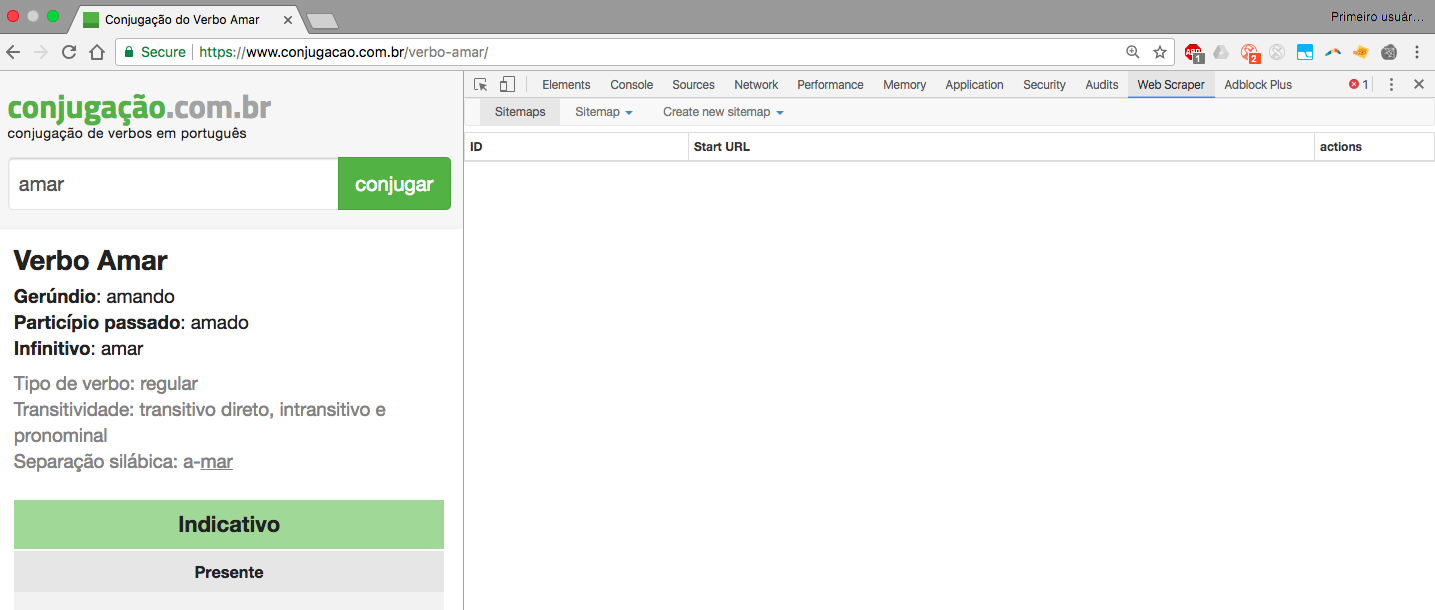 Conjugação do Verbo Amar
Primeiro usuár...
Secure https://www.conjugacao.com.br/verbo-amar/
ABP 1 2
conjugação.com.br
conjugação de verbos em português
amar conjugar
Verbo Amar
Gerúndio: amando
Particípio passado: amado
Infinitivo: amar
Tipo de verbo: regular
Transitividade: transitivo direto, intransitivo e
pronominal
Separação silábica: a-mar
Indicativo
Presente
Elements Console Sources Network Performance Memory Application Security Audits Web Scraper Adblock Plus 1
Sitemaps Sitemap Create new sitemap
ID Start URL actions